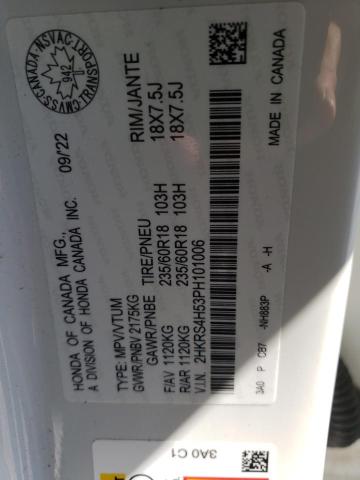 HONDA OF CANADA MFG.,
A DIVISION OF HONDA CANADA INC.
09/'22
CANADA-NSVAC
942
CMVSS TRANSPORT
TYPE: MPV/VTUM
GVWR/PNBV 2175KG
GAWR/PNBE TIRE/PNEU RIM/JANTE
F/AV 1120KG 235/60R18 103H 18X7.5J
R/AR 1120KG 235/60R18 103H 18X7.5J
V.I.N. 2HKRS4H53PH101006
3A0 P CB7 -NH883P -A -H
MADE IN CANADA
3A0 C1